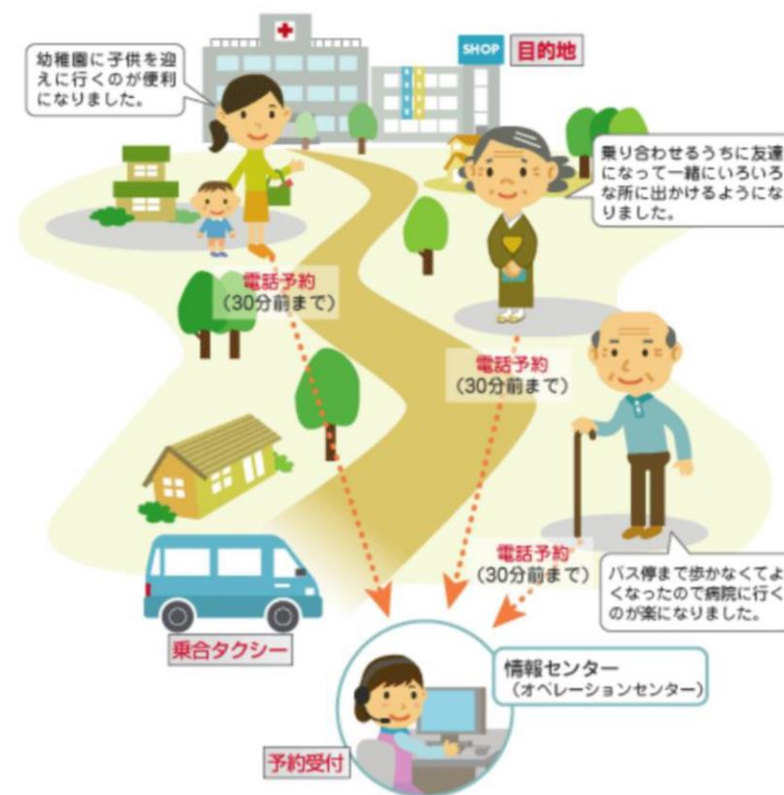 SHOP
目的地
幼稚園に子供を迎
えに行くのが便利
になりました。
乗り合わせるうちに友達
になって一緒にいろいろ
な所に出かけるようにな
りました。
電話予約
（30分前まで）
電話予約
（30分前まで）
電話予約
（30分前まで）
バス停まで歩かなくてよ
くなったので病院に行く
のが楽になりました。
乗合タクシー
情報センター
（オペレーションセンター）
予約受付